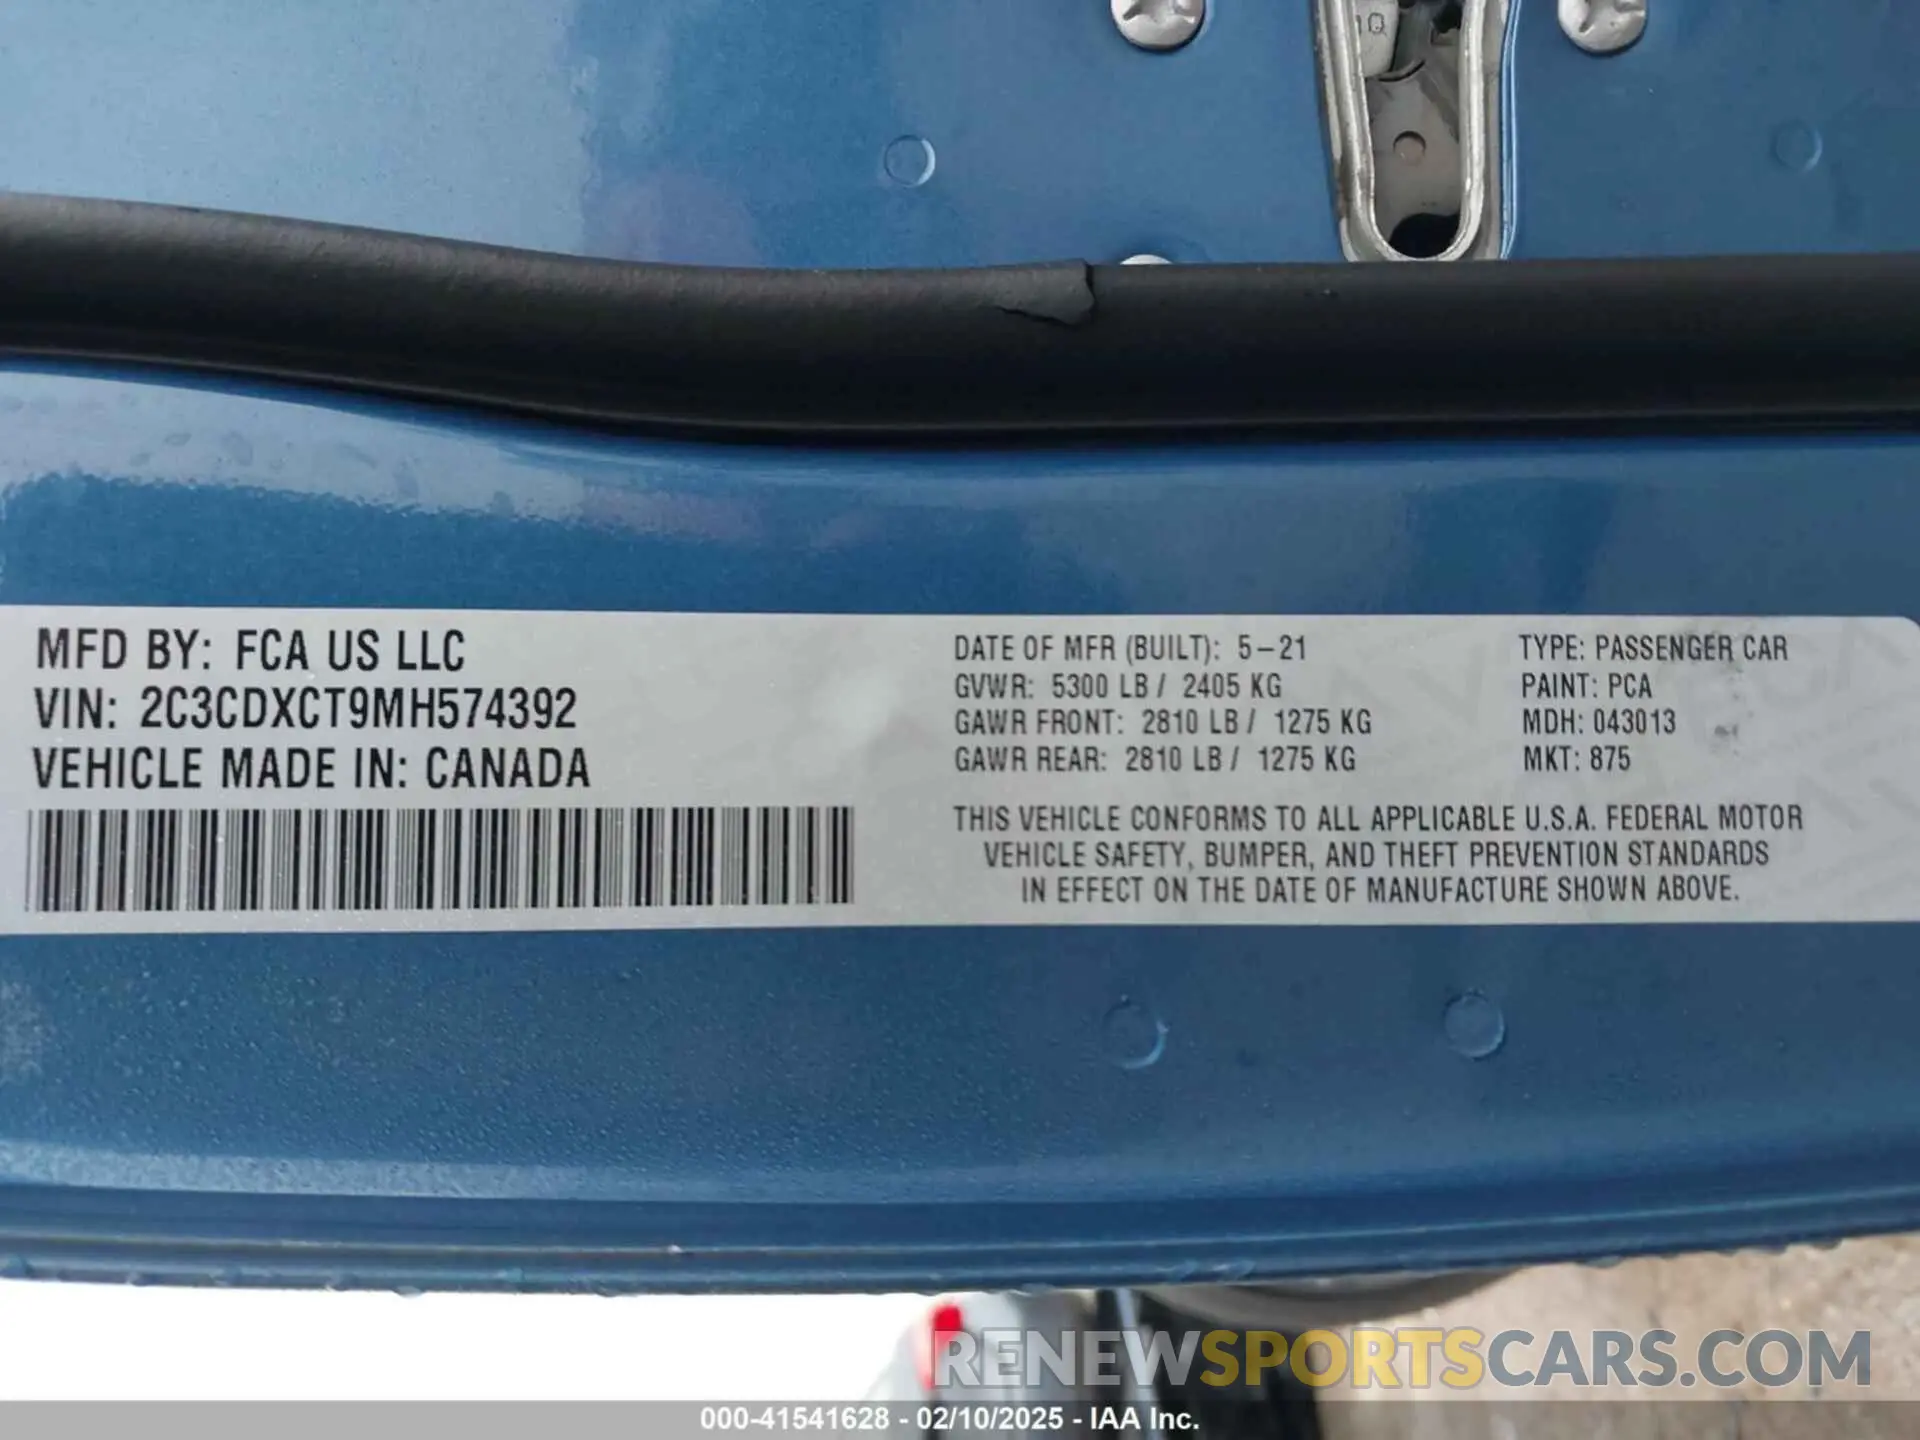 MFD BY: FCA US LLC
VIN: 2C3CDXCT9MH574392
VEHICLE MADE IN: CANADA
DATE OF MFR (BUILT): 5-21
GVWR: 5300 LB / 2405 KG
GAWR FRONT: 2810 LB / 1275 KG
GAWR REAR: 2810 LB / 1275 KG
TYPE: PASSENGER CAR
PAINT: PCA
MDH: 043013
MKT: 875
THIS VEHICLE CONFORMS TO ALL APPLICABLE U.S.A. FEDERAL MOTOR
VEHICLE SAFETY, BUMPER, AND THEFT PREVENTION STANDARDS
IN EFFECT ON THE DATE OF MANUFACTURE SHOWN ABOVE.
RENEWSPORTSCARS.COM
000-41541628 - 02/10/2025 - IAA Inc.